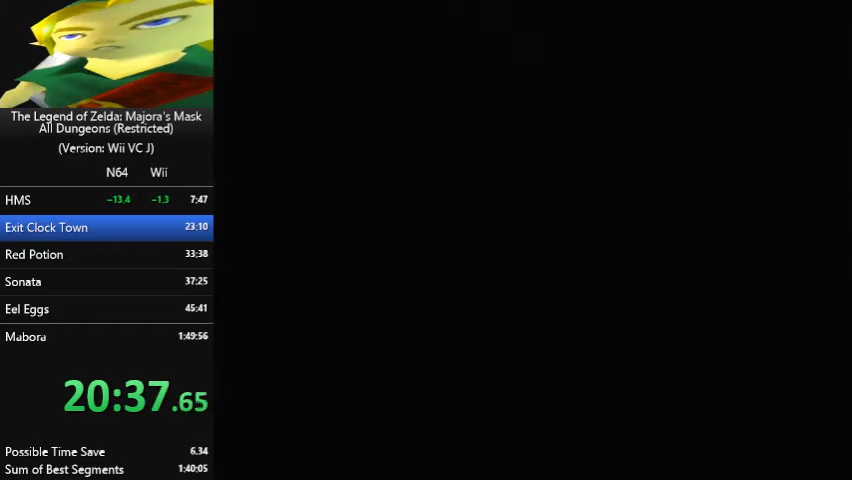 The Legend of Zelda: Majora's Mask
All Dungeons (Restricted)
(Version: Wii VC J)
N64 Wii
HMS −13.4 −1.3 7:47
Exit Clock Town 23:10
Red Potion 33:38
Sonata 37:25
Eel Eggs 45:41
Mabora 1:49:56
20:37.65
Possible Time Save 6.34
Sum of Best Segments 1:40:05